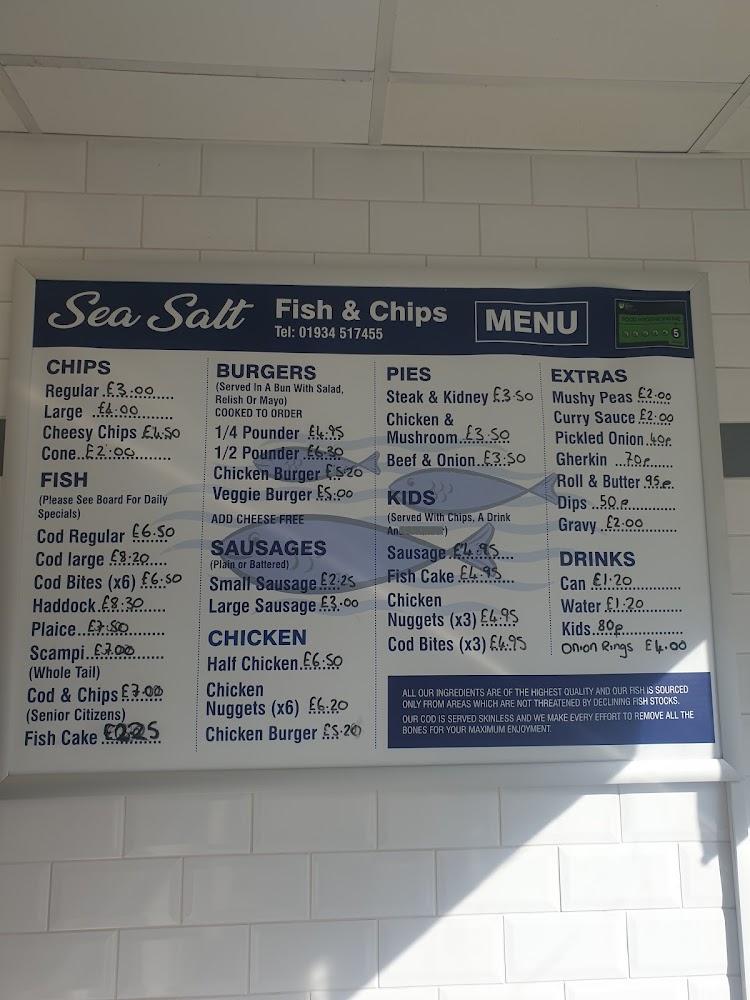 Sea Salt Fish & Chips
Tel: 01934 517455
MENU
FOOD HYGIENE RATING
5
CHIPS
Regular £3.00
Large £4.00
Cheesy Chips £4.50
Cone £2.00
FISH
(Please See Board For Daily
Specials)
Cod Regular £6.50
Cod large £8.20
Cod Bites (x6) £6.50
Haddock £8.30
Plaice £7.50
Scampi £7.00
(Whole Tail)
Cod & Chips £7.00
(Senior Citizens)
Fish Cake £2.25
BURGERS
(Served In A Bun With Salad,
Relish Or Mayo)
COOKED TO ORDER
1/4 Pounder £4.95
1/2 Pounder £6.30
Chicken Burger £5.20
Veggie Burger £5.00
ADD CHEESE FREE
SAUSAGES
(Plain or Battered)
Small Sausage £2.25
Large Sausage £3.00
CHICKEN
Half Chicken £6.50
Chicken
Nuggets (x6) £6.20
Chicken Burger £5.20
PIES
Steak & Kidney £3.50
Chicken &
Mushroom £3.50
Beef & Onion £3.50
KIDS
(Served With Chips, A Drink
Sausage £4.95
Fish Cake £4.95
Chicken
Nuggets (x3) £4.95
Cod Bites (x3) £4.95
EXTRAS
Mushy Peas £2.00
Curry Sauce £2.00
Pickled Onion 40p
Gherkin 70p
Roll & Butter 95p
Dips 50p
Gravy £2.00
DRINKS
Can £1.20
Water £1.20
Kids 80p
Onion Rings £4.00
ALL OUR INGREDIENTS ARE OF THE HIGHEST QUALITY AND OUR FISH IS SOURCED
ONLY FROM AREAS WHICH ARE NOT THREATENED BY DECLINING FISH STOCKS.
OUR COD IS SERVED SKINLESS AND WE MAKE EVERY EFFORT TO REMOVE ALL THE
BONES FOR YOUR MAXIMUM ENJOYMENT.